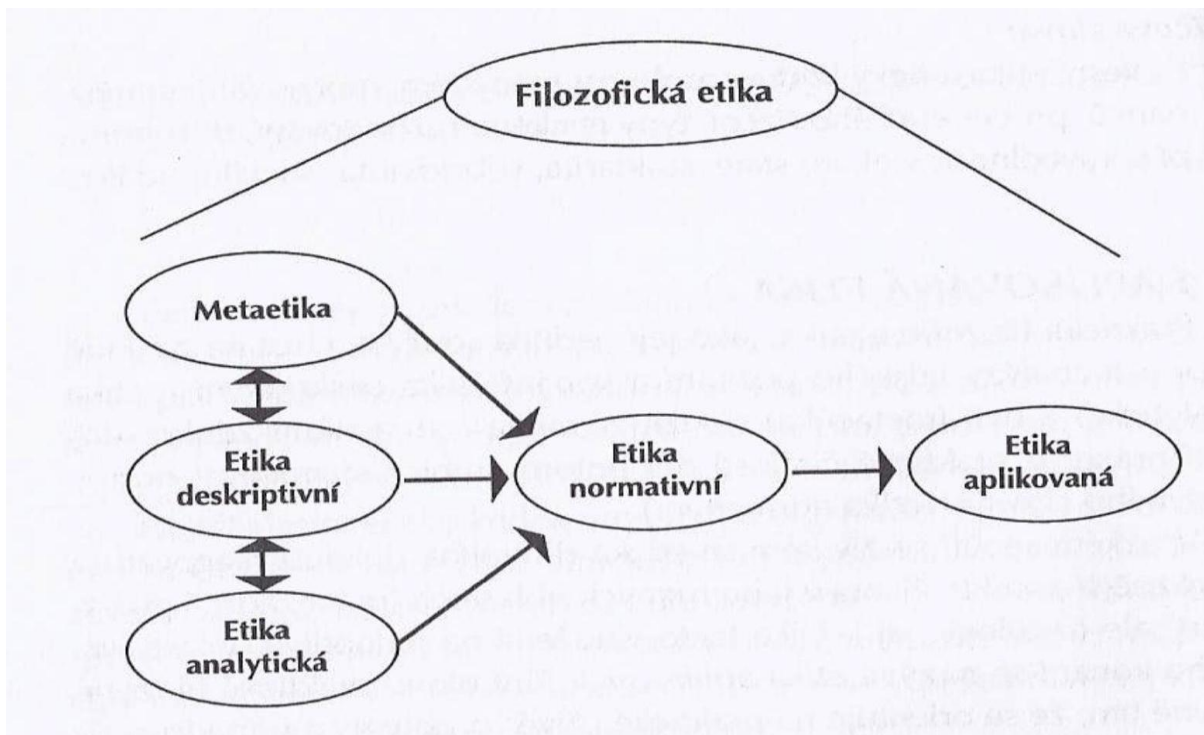 Filozofická etika
Metaetika
Etika
deskriptivní
Etika
normativní
Etika
aplikovaná
Etika
analytická